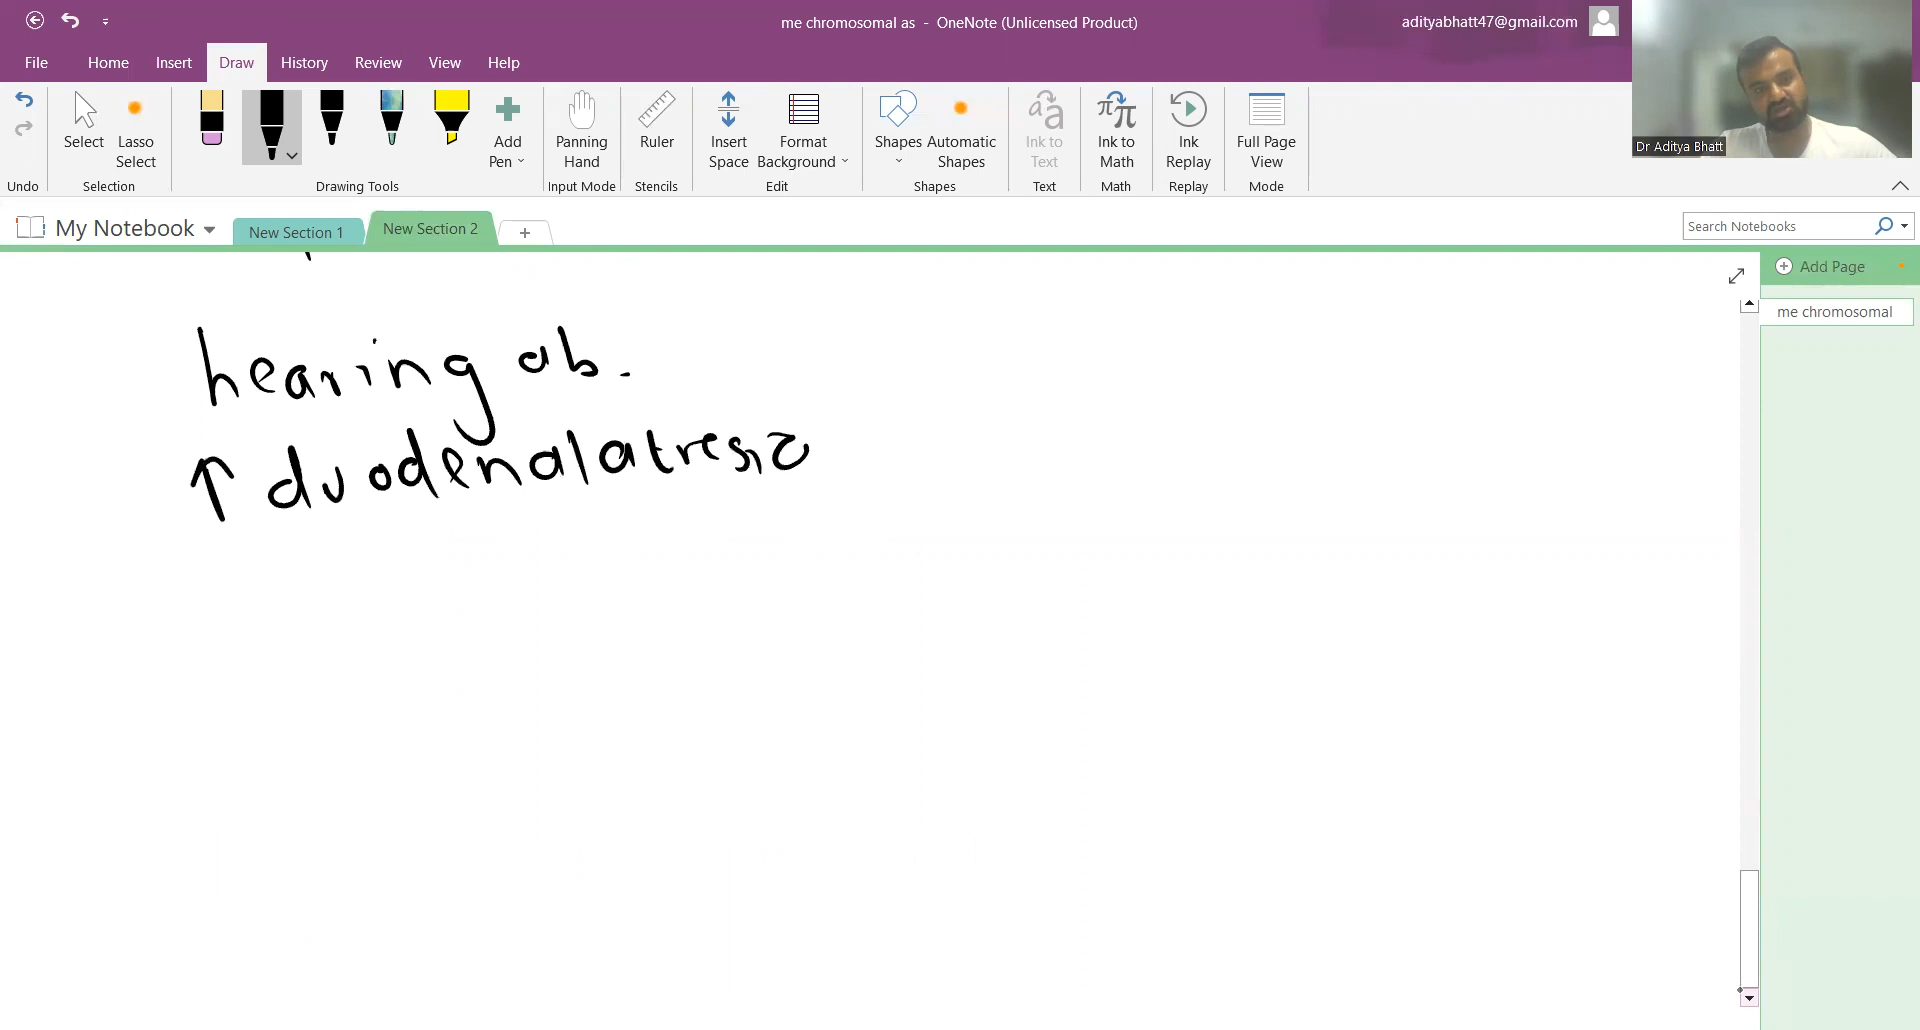 me chromosomal as - OneNote (Unlicensed Product)
adityabhatt47@gmail.com
File Home Insert Draw History Review View Help
Select
Lasso Select
Add Pen
Panning Hand
Ruler
Insert Space
Format Background
Shapes
Automatic Shapes
Ink to Text
Ink to Math
Ink Replay
Full Page View
Dr Aditya Bhatt
Undo Selection Drawing Tools Input Mode Stencils Edit Shapes Text Math Replay Mode
My Notebook New Section 1 New Section 2
Search Notebooks
Add Page
me chromosomal
hearing ab.
↑ duodenal atresia